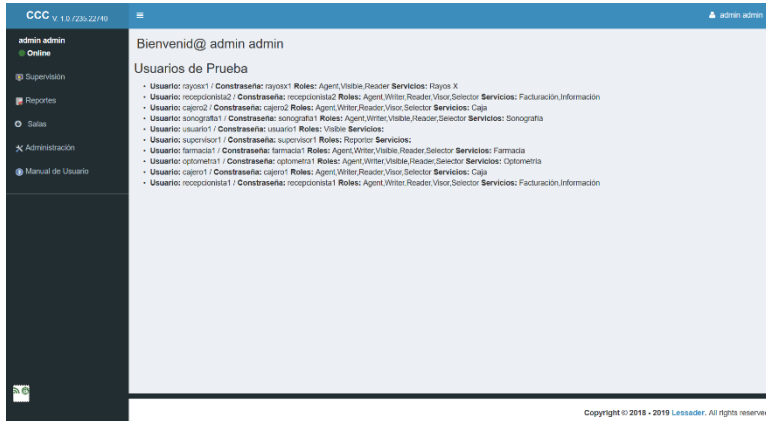 CCC V. 1.0.7235.22740
admin admin
admin admin
Online
Supervisión
Reportes
Salas
Administración
Manual de Usuario
Bienvenid@ admin admin
Usuarios de Prueba
Usuario: rayosx1 / Constraseña: rayosx1 Roles: Agent,Visible,Reader Servicios: Rayos X
Usuario: recepcionista2 / Constraseña: recepcionista2 Roles: Agent,Writer,Reader,Visor,Selector Servicios: Facturación,Información
Usuario: cajero2 / Constraseña: cajero2 Roles: Agent,Writer,Reader,Visor,Selector Servicios: Caja
Usuario: sonografia1 / Constraseña: sonografia1 Roles: Agent,Writer,Visible,Reader,Selector Servicios: Sonografía
Usuario: usuario1 / Constraseña: usuario1 Roles: Visible Servicios:
Usuario: supervisor1 / Constraseña: supervisor1 Roles: Reporter Servicios:
Usuario: farmacia1 / Constraseña: farmacia1 Roles: Agent,Writer,Visible,Reader,Selector Servicios: Farmacia
Usuario: optometra1 / Constraseña: optometra1 Roles: Agent,Writer,Visible,Reader,Selector Servicios: Optometría
Usuario: cajero1 / Constraseña: cajero1 Roles: Agent,Writer,Reader,Visor,Selector Servicios: Caja
Usuario: recepcionista1 / Constraseña: recepcionista1 Roles: Agent,Writer,Reader,Visor,Selector Servicios: Facturación,Información
Copyright © 2018 - 2019 Lessader. All rights reserve